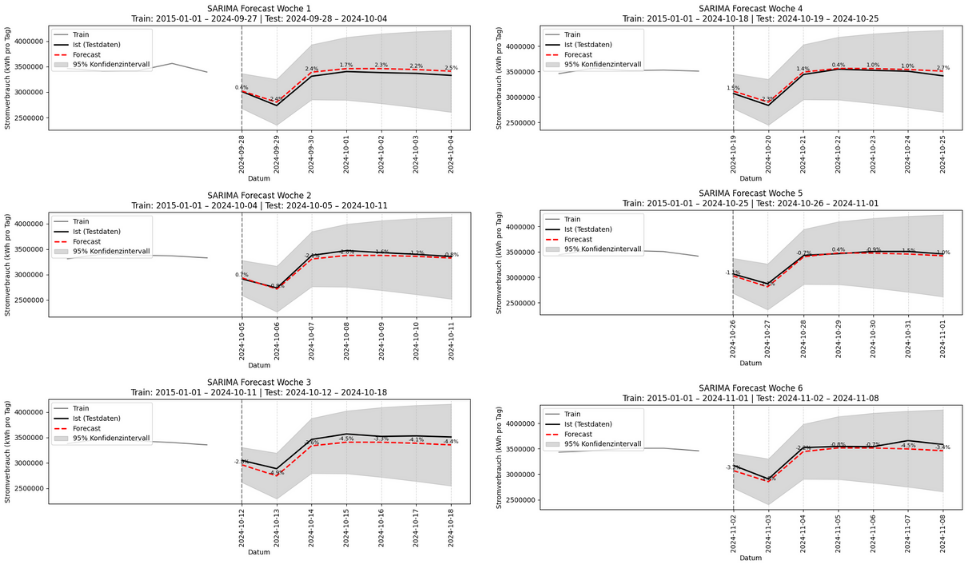 SARIMA Forecast Woche 1
Train: 2015-01-01 – 2024-09-27 | Test: 2024-09-28 – 2024-10-04
Stromverbrauch (kWh pro Tag)
4000000
3500000
3000000
2500000
Train
Ist (Testdaten)
Forecast
95% Konfidenzintervall
0.4%
2.4%
1.7%
2.3%
2.2%
2.5%
2024-09-28
2024-09-29
2024-09-30
2024-10-01
2024-10-02
2024-10-03
2024-10-04
Datum
SARIMA Forecast Woche 4
Train: 2015-01-01 – 2024-10-18 | Test: 2024-10-19 – 2024-10-25
Stromverbrauch (kWh pro Tag)
4000000
3500000
3000000
2500000
Train
Ist (Testdaten)
Forecast
95% Konfidenzintervall
1.5%
1.4%
0.4%
1.0%
1.0%
2.7%
2024-10-19
2024-10-20
2024-10-21
2024-10-22
2024-10-23
2024-10-24
2024-10-25
Datum
SARIMA Forecast Woche 2
Train: 2015-01-01 – 2024-10-04 | Test: 2024-10-05 – 2024-10-11
Stromverbrauch (kWh pro Tag)
4000000
3500000
3000000
2500000
Train
Ist (Testdaten)
Forecast
95% Konfidenzintervall
0.7%
-1.2%
-0.8%
2024-10-05
2024-10-06
2024-10-07
2024-10-08
2024-10-09
2024-10-10
2024-10-11
Datum
SARIMA Forecast Woche 5
Train: 2015-01-01 – 2024-10-25 | Test: 2024-10-26 – 2024-11-01
Stromverbrauch (kWh pro Tag)
4000000
3500000
3000000
2500000
Train
Ist (Testdaten)
Forecast
95% Konfidenzintervall
-0.7%
0.4%
-0.9%
2024-10-26
2024-10-27
2024-10-28
2024-10-29
2024-10-30
2024-10-31
2024-11-01
Datum
SARIMA Forecast Woche 3
Train: 2015-01-01 – 2024-10-11 | Test: 2024-10-12 – 2024-10-18
Stromverbrauch (kWh pro Tag)
4000000
3500000
3000000
2500000
Train
Ist (Testdaten)
Forecast
95% Konfidenzintervall
-4.5%
-4.1%
-4.4%
2024-10-12
2024-10-13
2024-10-14
2024-10-15
2024-10-16
2024-10-17
2024-10-18
Datum
SARIMA Forecast Woche 6
Train: 2015-01-01 – 2024-11-01 | Test: 2024-11-02 – 2024-11-08
Stromverbrauch (kWh pro Tag)
4000000
3500000
3000000
2500000
Train
Ist (Testdaten)
Forecast
95% Konfidenzintervall
-0.8%
-0.7%
-4.5%
-3.4%
2024-11-02
2024-11-03
2024-11-04
2024-11-05
2024-11-06
2024-11-07
2024-11-08
Datum